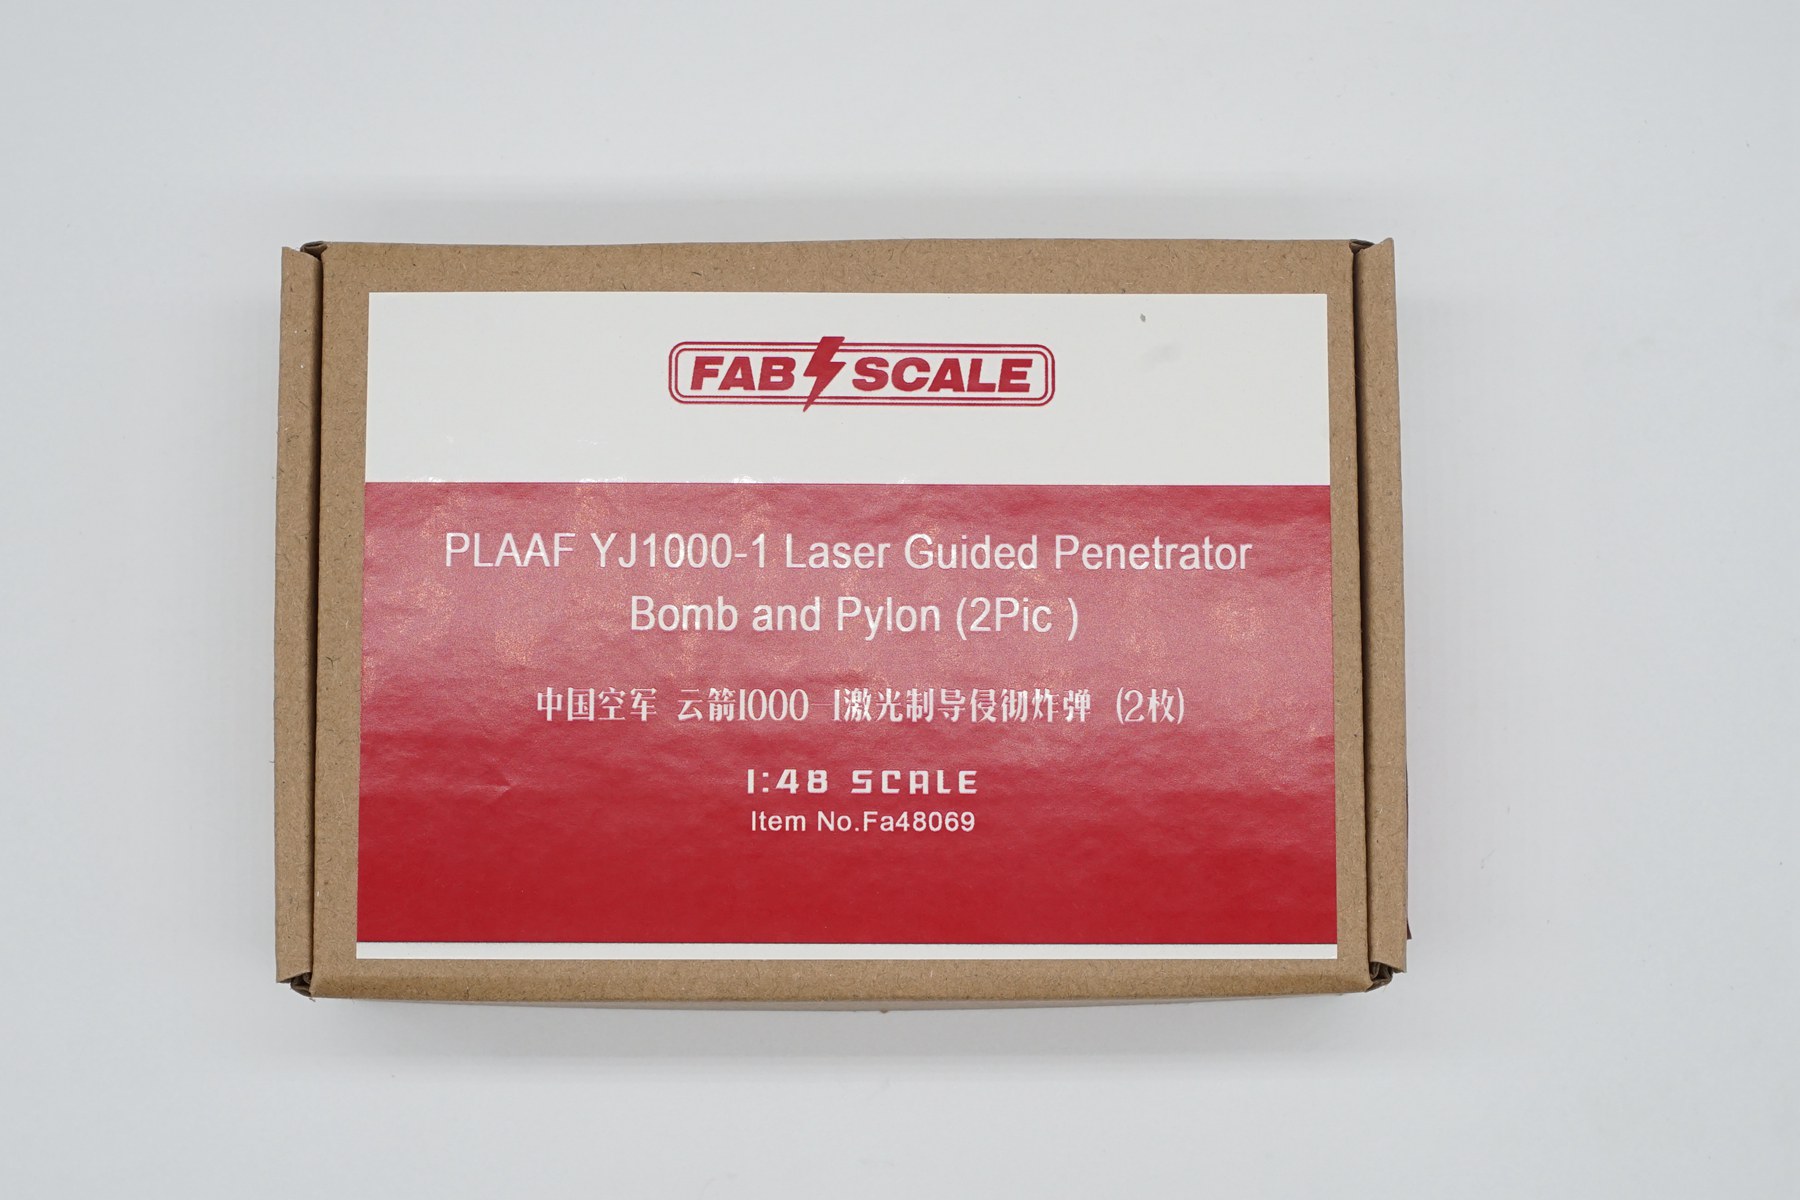 FAB SCALE
PLAAF YJ1000-1 Laser Guided Penetrator
Bomb and Pylon (2Pic )
中国空军 云箭1000-1激光制导侵彻炸弹 (2枚)
1:48 SCALE
Item No.Fa48069